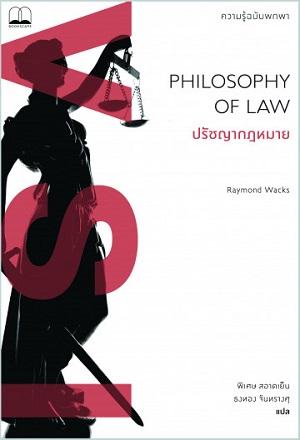 BOOKSCAPE
ความรู้ฉบับพกพา
PHILOSOPHY
OF LAW
ปรัชญากฎหมาย
Raymond Wacks
V
S
I
พิเศษ สอาดเย็น
ธงทอง จันทรางศุ
แปล